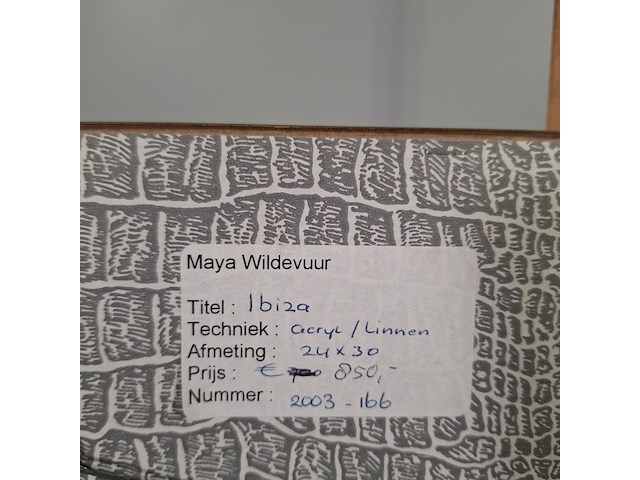 Maya Wildevuur
Titel : Ibiza
Techniek : acryl / Linnen
Afmeting : 24 x 30
Prijs : € 850,-
Nummer : 2003 - 166